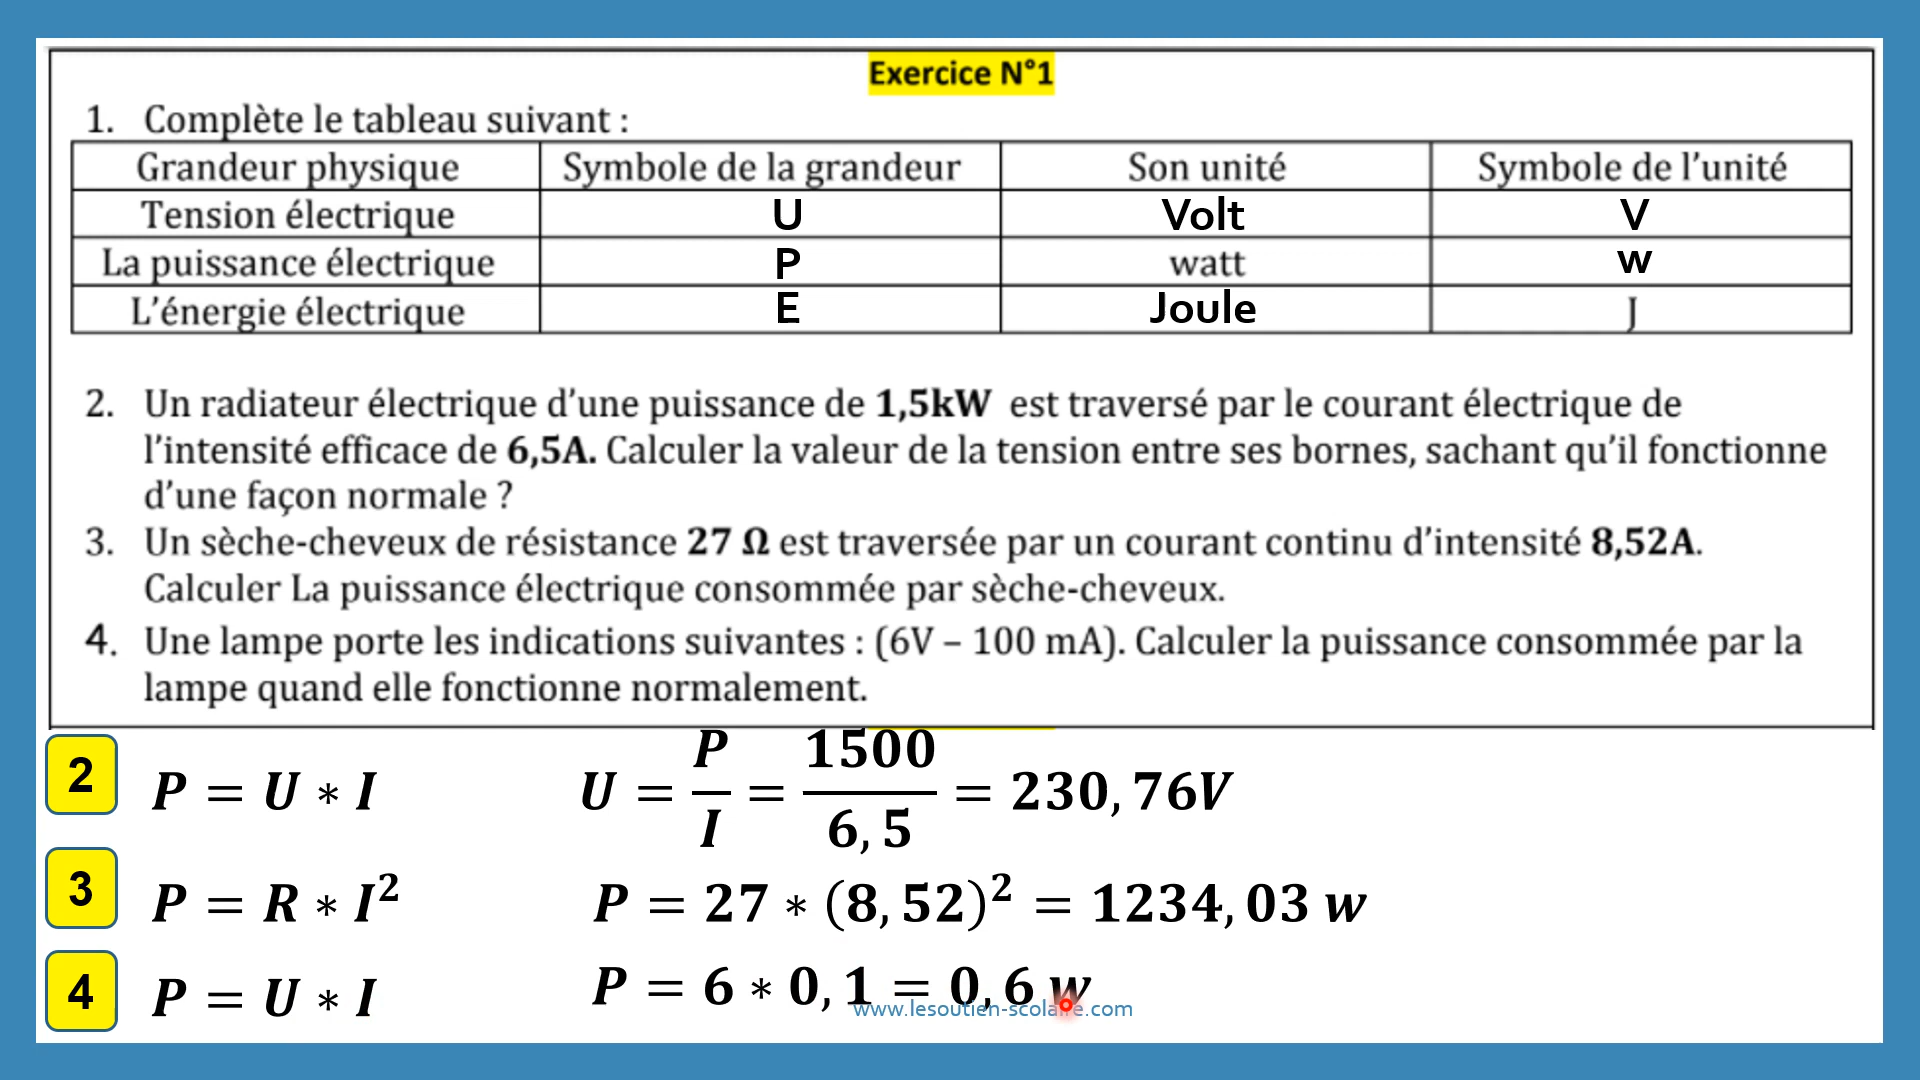 Exercice N°1
1. Complète le tableau suivant :
Grandeur physique Symbole de la grandeur Son unité Symbole de l'unité
Tension électrique U Volt V
La puissance électrique P watt w
L'énergie électrique E Joule J
2. Un radiateur électrique d'une puissance de 1,5kW est traversé par le courant électrique de
l'intensité efficace de 6,5A. Calculer la valeur de la tension entre ses bornes, sachant qu'il fonctionne
d'une façon normale ?
3. Un sèche-cheveux de résistance 27 Ω est traversée par un courant continu d'intensité 8,52A.
Calculer La puissance électrique consommée par sèche-cheveux.
4. Une lampe porte les indications suivantes : (6V – 100 mA). Calculer la puissance consommée par la
lampe quand elle fonctionne normalement.
2 P = U * I U = P/I = 1500/6,5 = 230,76V
3 P = R * I² P = 27 * (8,52)² = 1234,03 w
4 P = U * I P = 6 * 0,1 = 0,6 w
www.lesoutien-scolaire.com